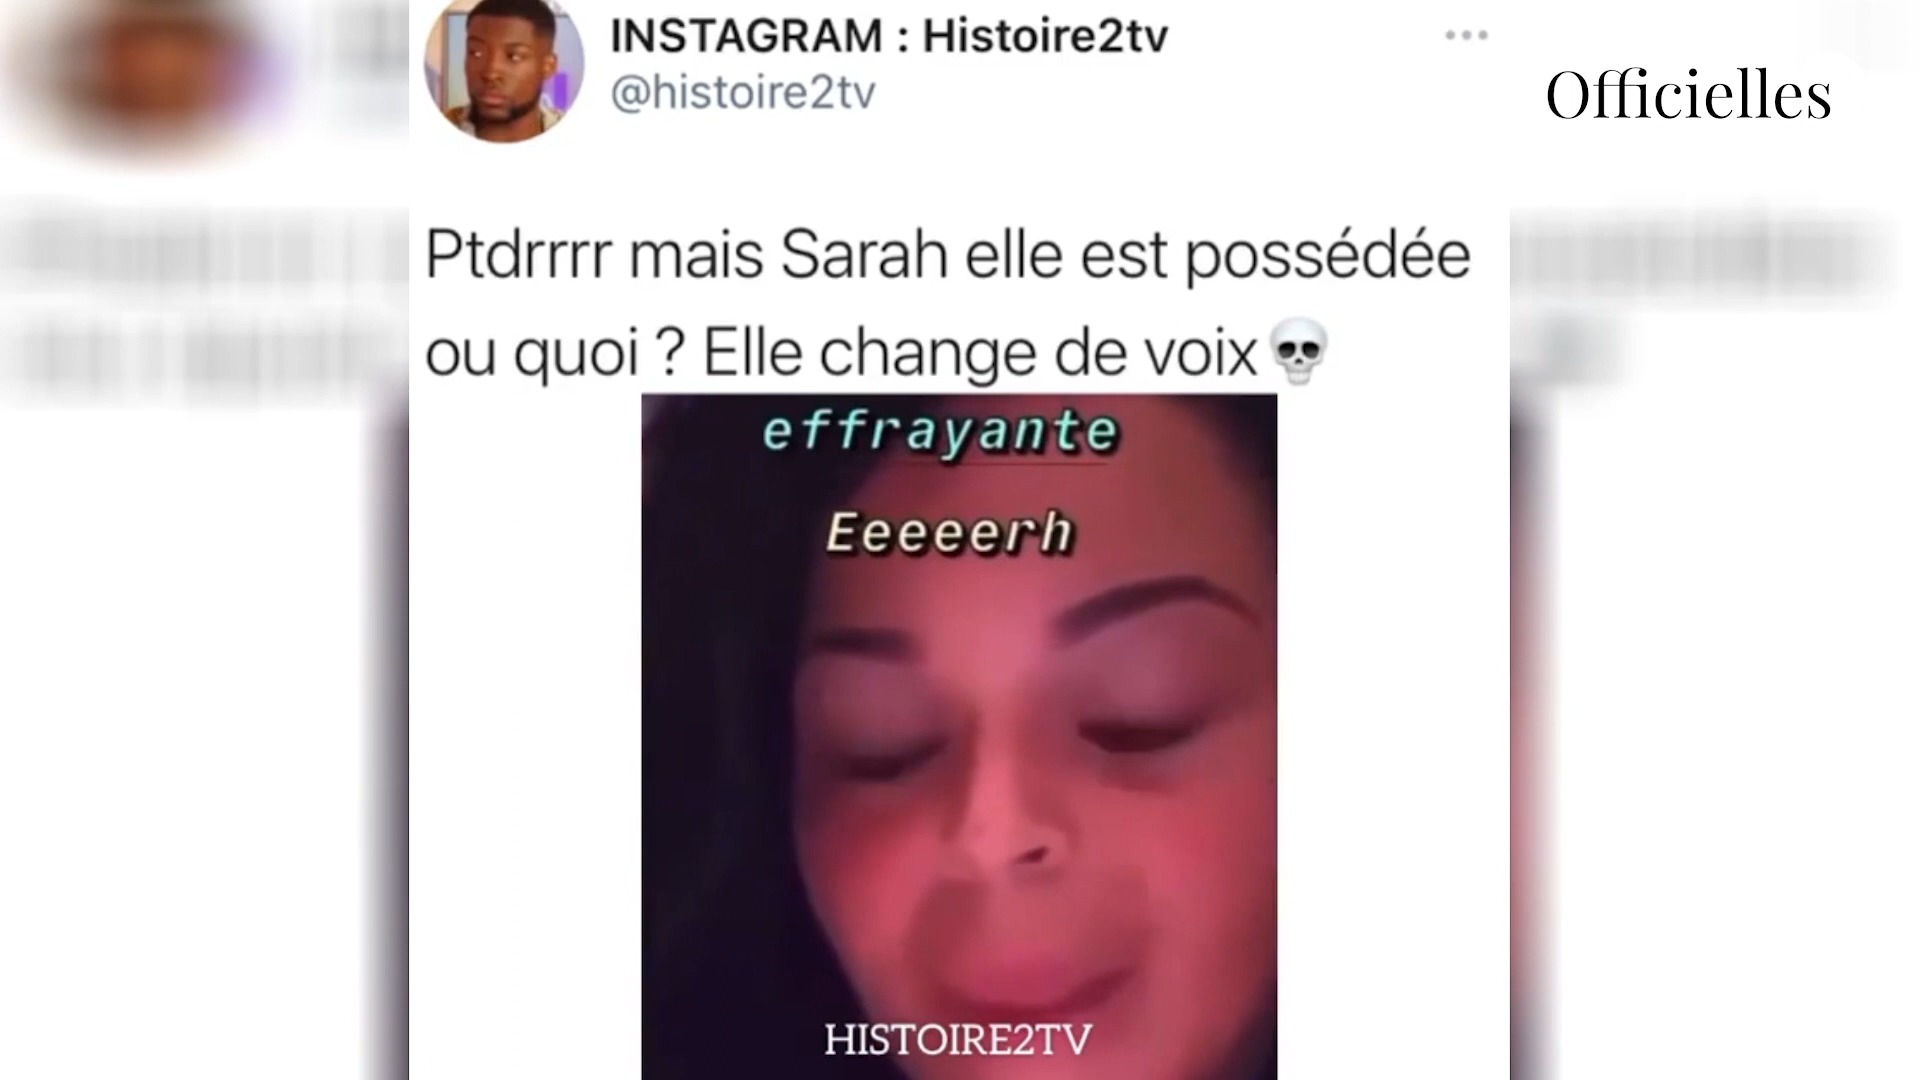 INSTAGRAM : Histoire2tv
@histoire2tv
Officielles
Ptdrrrr mais Sarah elle est possédée
ou quoi ? Elle change de voix💀
effrayante
Eeeeerh
HISTOIRE2TV